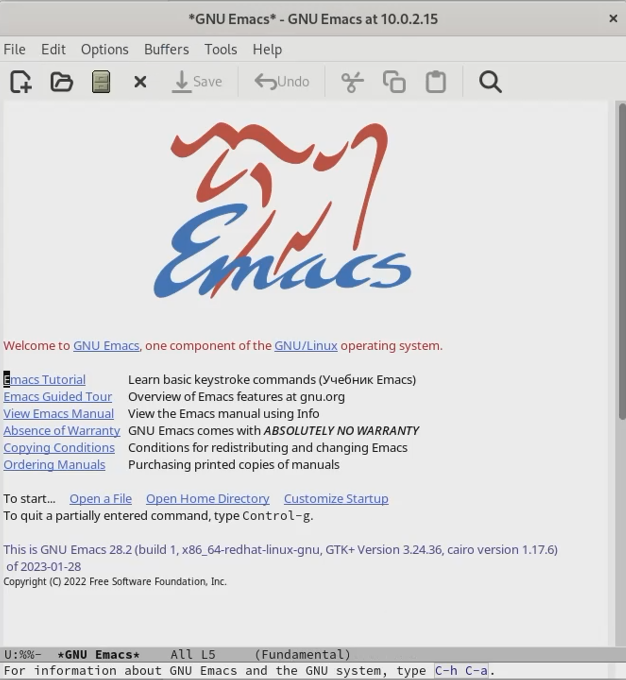 *GNU Emacs* - GNU Emacs at 10.0.2.15 ×
File Edit Options Buffers Tools Help
Save Undo
Emacs
Welcome to GNU Emacs, one component of the GNU/Linux operating system.
Emacs Tutorial Learn basic keystroke commands (Учебник Emacs)
Emacs Guided Tour Overview of Emacs features at gnu.org
View Emacs Manual View the Emacs manual using Info
Absence of Warranty GNU Emacs comes with ABSOLUTELY NO WARRANTY
Copying Conditions Conditions for redistributing and changing Emacs
Ordering Manuals Purchasing printed copies of manuals
To start... Open a File Open Home Directory Customize Startup
To quit a partially entered command, type Control-g.
This is GNU Emacs 28.2 (build 1, x86_64-redhat-linux-gnu, GTK+ Version 3.24.36, cairo version 1.17.6)
of 2023-01-28
Copyright (C) 2022 Free Software Foundation, Inc.
U:%%- *GNU Emacs* All L5 (Fundamental)
For information about GNU Emacs and the GNU system, type C-h C-a.